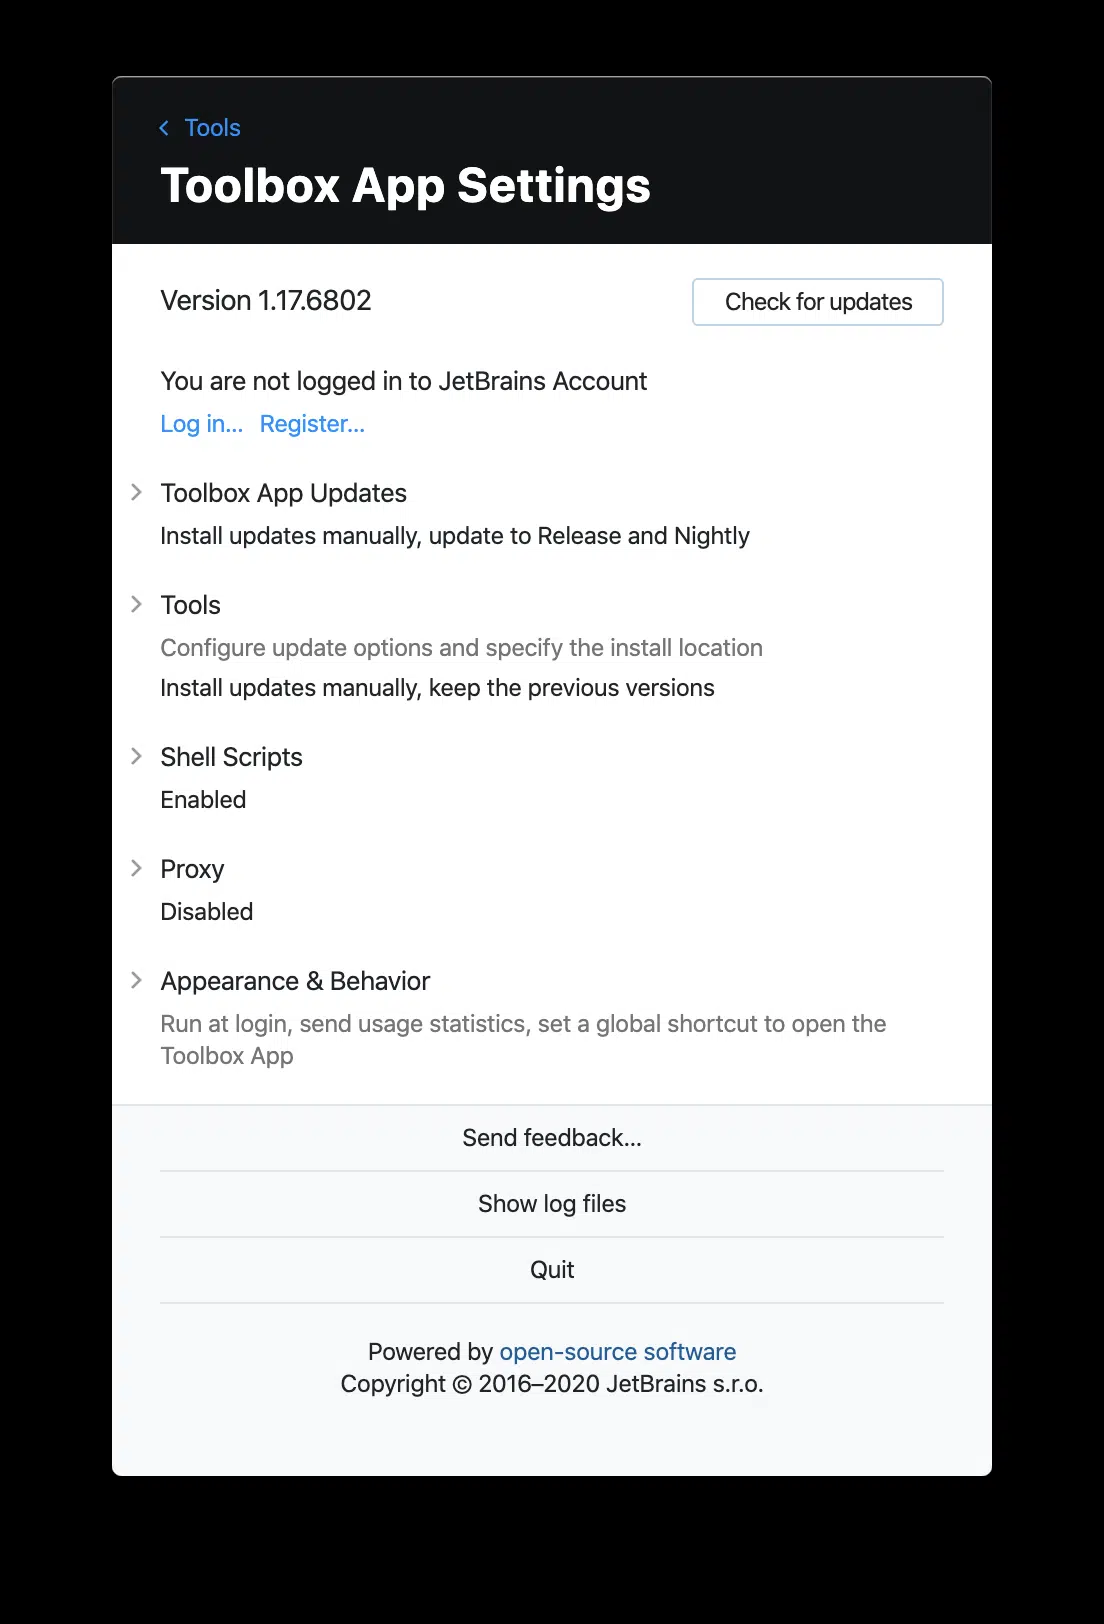 Tools
Toolbox App Settings
Version 1.17.6802
Check for updates
You are not logged in to JetBrains Account
Log in... Register...
Toolbox App Updates
Install updates manually, update to Release and Nightly
Tools
Configure update options and specify the install location
Install updates manually, keep the previous versions
Shell Scripts
Enabled
Proxy
Disabled
Appearance & Behavior
Run at login, send usage statistics, set a global shortcut to open the
Toolbox App
Send feedback...
Show log files
Quit
Powered by open-source software
Copyright © 2016–2020 JetBrains s.r.o.